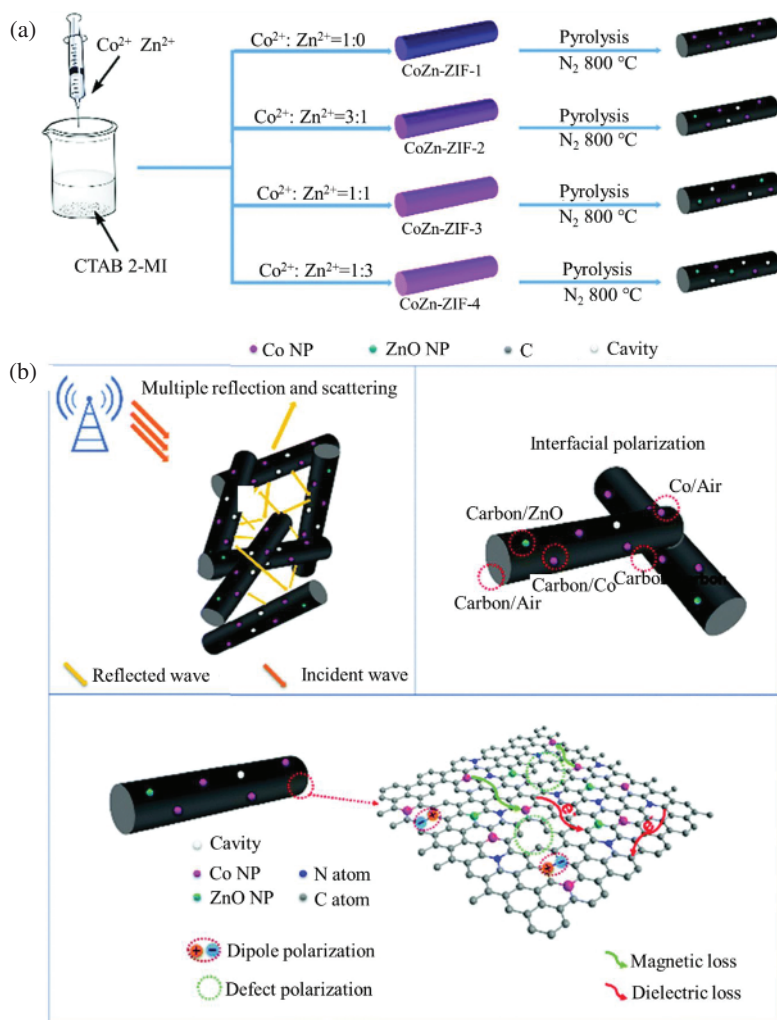 (a)
Co²⁺ Zn²⁺
CTAB 2-MI
Co²⁺: Zn²⁺=1:0
CoZn-ZIF-1
Pyrolysis
N₂ 800 °C
Co²⁺: Zn²⁺=3:1
CoZn-ZIF-2
Pyrolysis
N₂ 800 °C
Co²⁺: Zn²⁺=1:1
CoZn-ZIF-3
Pyrolysis
N₂ 800 °C
Co²⁺: Zn²⁺=1:3
CoZn-ZIF-4
Pyrolysis
N₂ 800 °C
Co NP ZnO NP C Cavity
(b)
Multiple reflection and scattering
Reflected wave Incident wave
Interfacial polarization
Co/Air
Carbon/ZnO
Carbon/Co
Carbon/Air
Cavity
Co NP N atom
ZnO NP C atom
+ − Dipole polarization
Defect polarization
− +
+ −
e⁻
e⁻
Magnetic loss
Dielectric loss